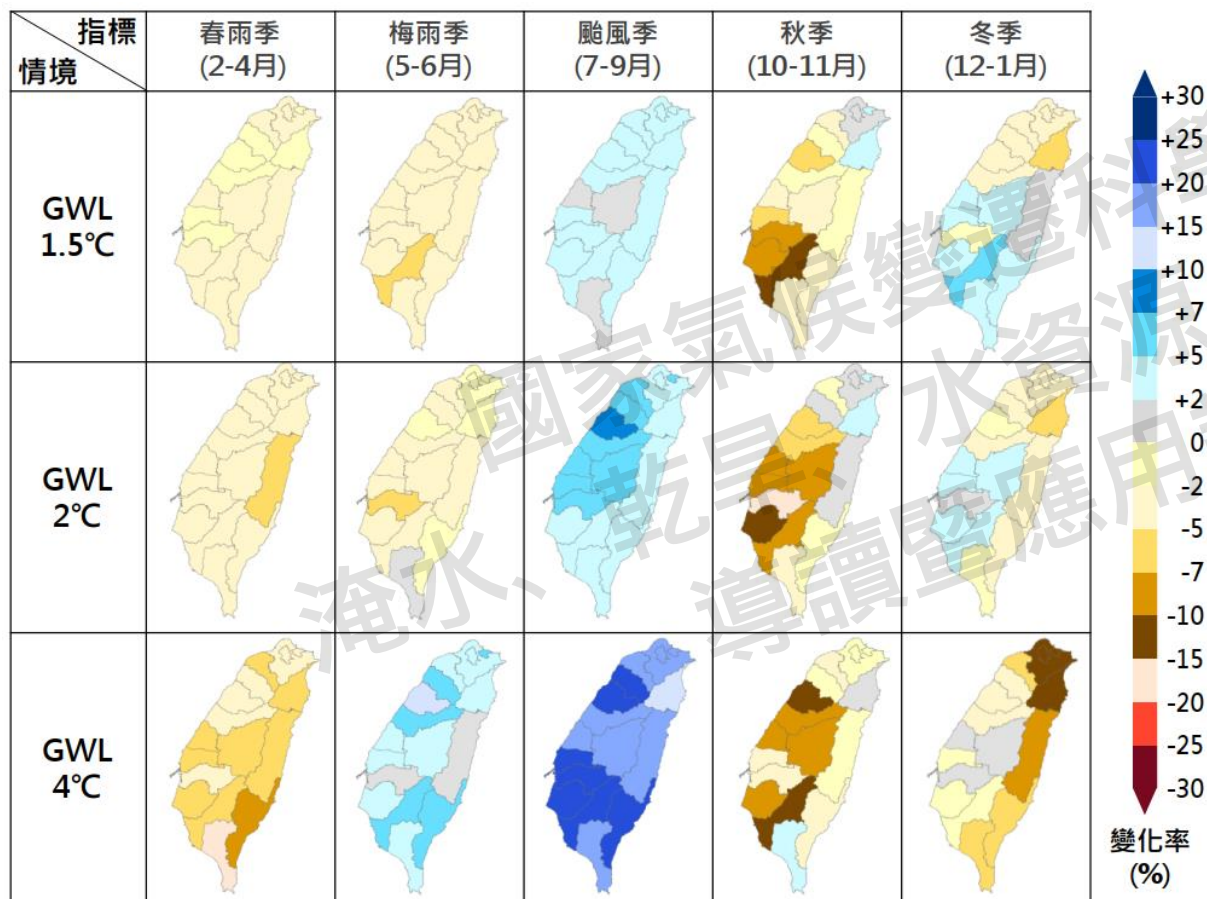 指標
情境
春雨季
(2-4月)
梅雨季
(5-6月)
颱風季
(7-9月)
秋季
(10-11月)
冬季
(12-1月)
GWL
1.5℃
GWL
2℃
GWL
4℃
+30
+25
+20
+15
+10
+7
+5
+2
0
-2
-5
-7
-10
-15
-20
-25
-30
變化率
(%)
國家氣候變遷科學
淹水、乾旱、水資源
導讀暨應用